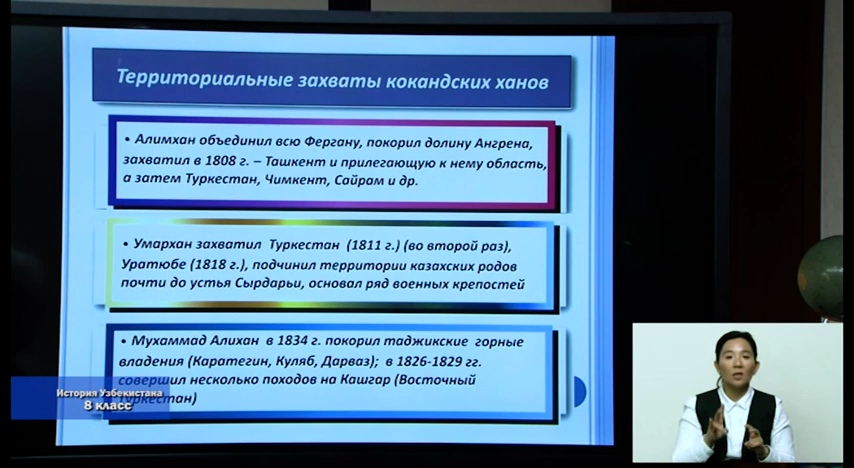 Территориальные захваты кокандских ханов
• Алимхан объединил всю Фергану, покорил долину Ангрена,
захватил в 1808 г. – Ташкент и прилегающую к нему область,
а затем Туркестан, Чимкент, Сайрам и др.
• Умархан захватил Туркестан (1811 г.) (во второй раз),
Уратюбе (1818 г.), подчинил территории казахских родов
почти до устья Сырдарьи, основал ряд военных крепостей
• Мухаммад Алихан в 1834 г. покорил таджикские горные
владения (Каратегин, Куляб, Дарваз); в 1826-1829 гг.
совершил несколько походов на Кашгар (Восточный
Туркестан)
История Узбекистана
8 класс